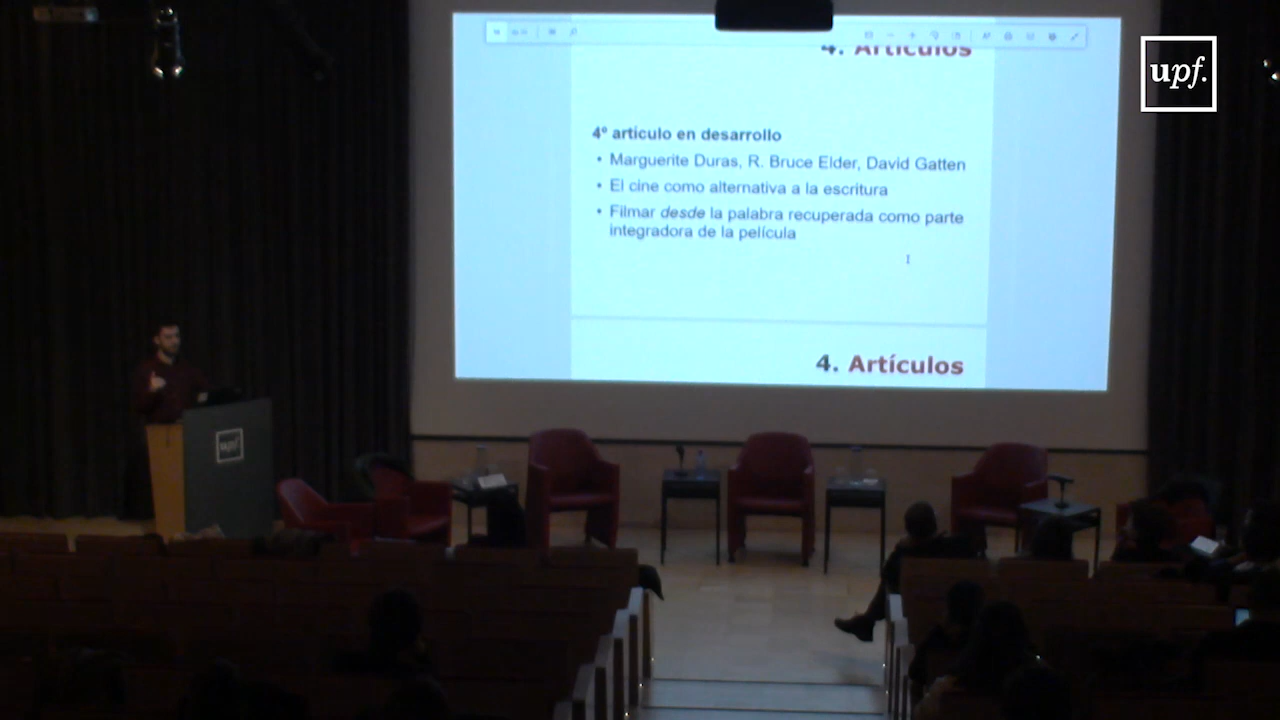 4. Artículos
upf.
4º artículo en desarrollo
• Marguerite Duras, R. Bruce Elder, David Gatten
• El cine como alternativa a la escritura
• Filmar desde la palabra recuperada como parte
integradora de la película
4. Artículos
upf.